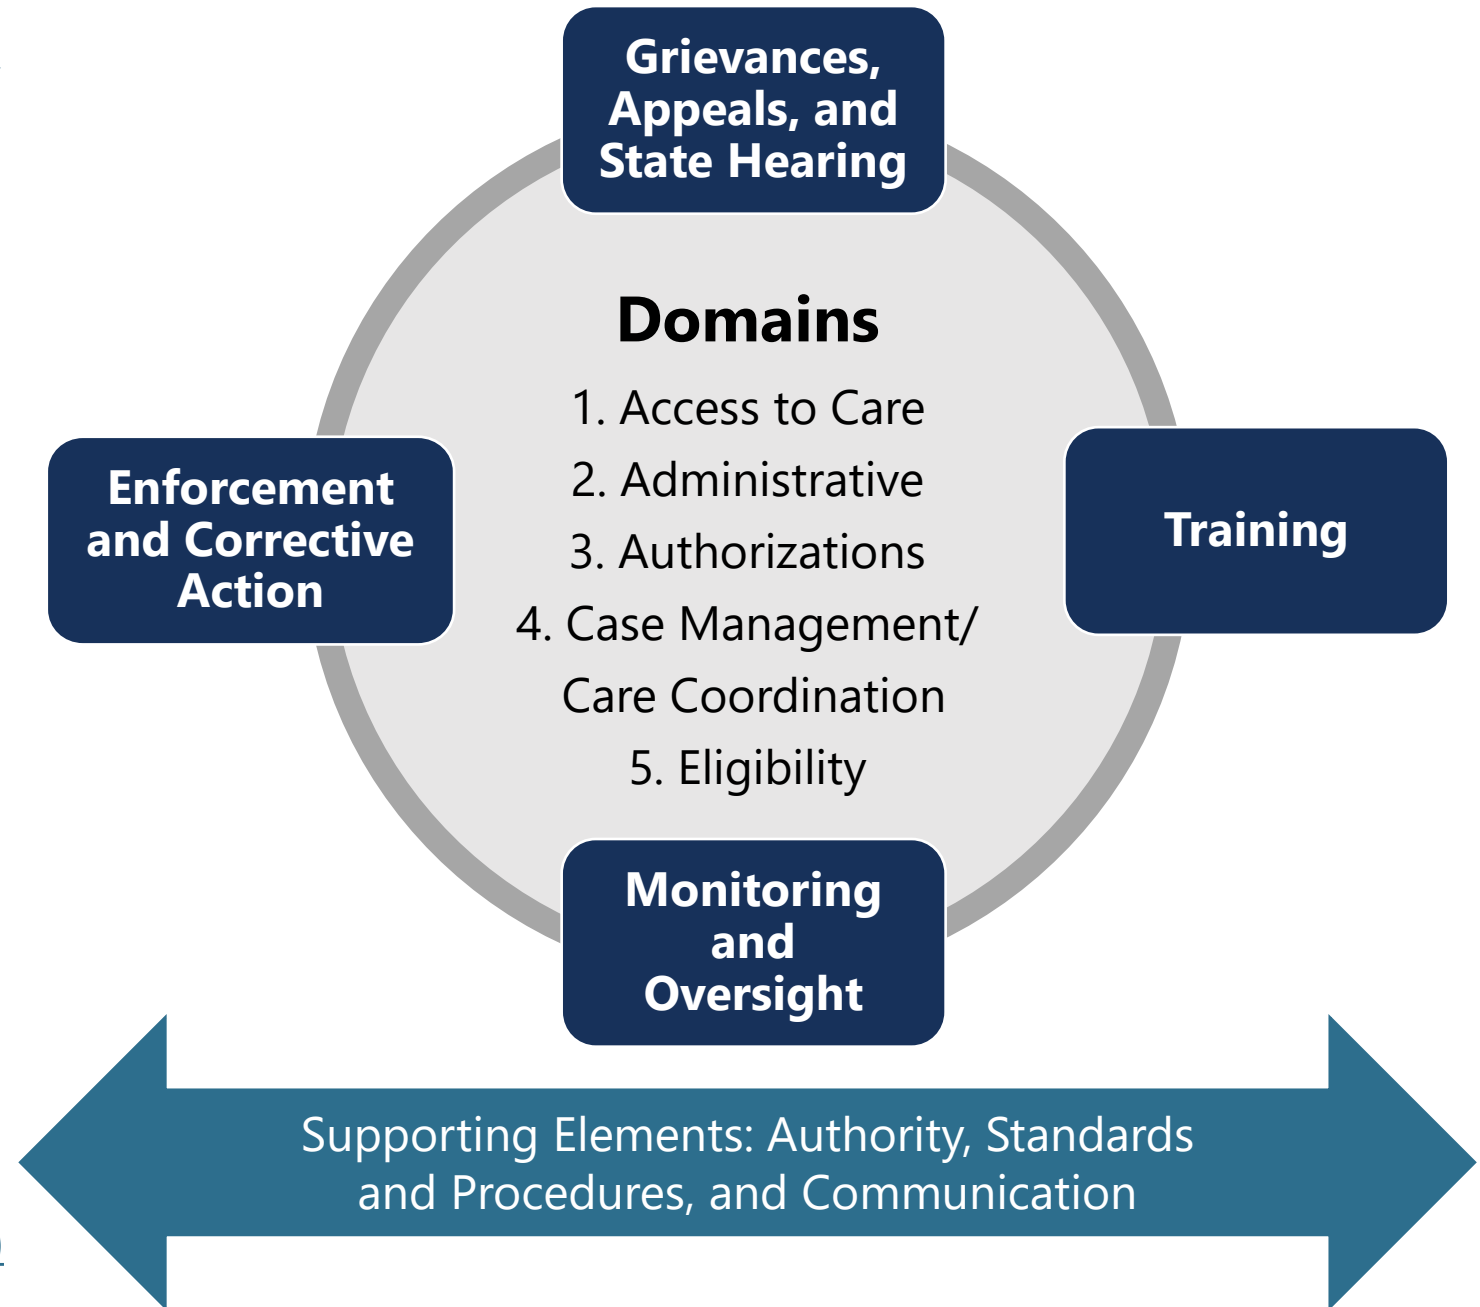 Grievances,
Appeals, and
State Hearing
Domains
1. Access to Care
2. Administrative
3. Authorizations
4. Case Management/
Care Coordination
5. Eligibility
Enforcement
and Corrective
Action
Training
Monitoring
and
Oversight
Supporting Elements: Authority, Standards
and Procedures, and Communication